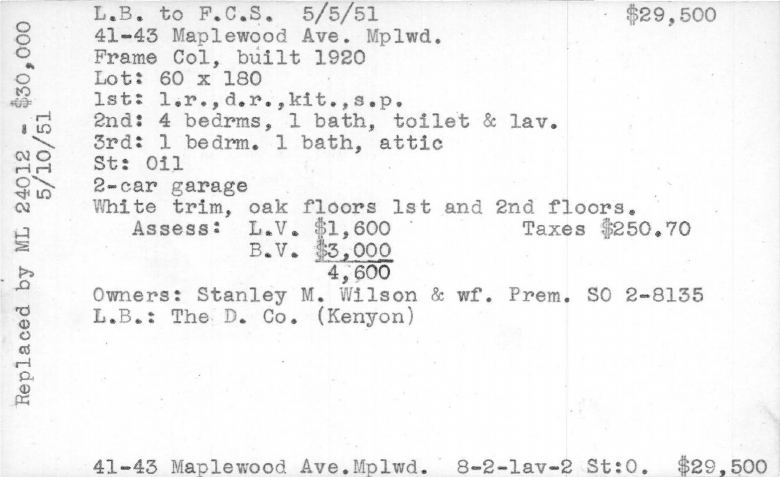 L.B. to F.C.S. 5/5/51 $29,500
41-43 Maplewood Ave. Mplwd.
Frame Col, built 1920
Lot: 60 x 180
1st: l.r.,d.r.,kit.,s.p.
2nd: 4 bedrms, 1 bath, toilet & lav.
3rd: 1 bedrm. 1 bath, attic
St: Oil
2-car garage
White trim, oak floors 1st and 2nd floors.
Assess: L.V. $1,600 Taxes $250.70
B.V. $3,000
4,600
Owners: Stanley M. Wilson & wf. Prem. SO 2-8135
L.B.: The D. Co. (Kenyon)
41-43 Maplewood Ave.Mplwd. 8-2-lav-2 St:O. $29,500
Replaced by ML 24012 - $30,000
5/10/51